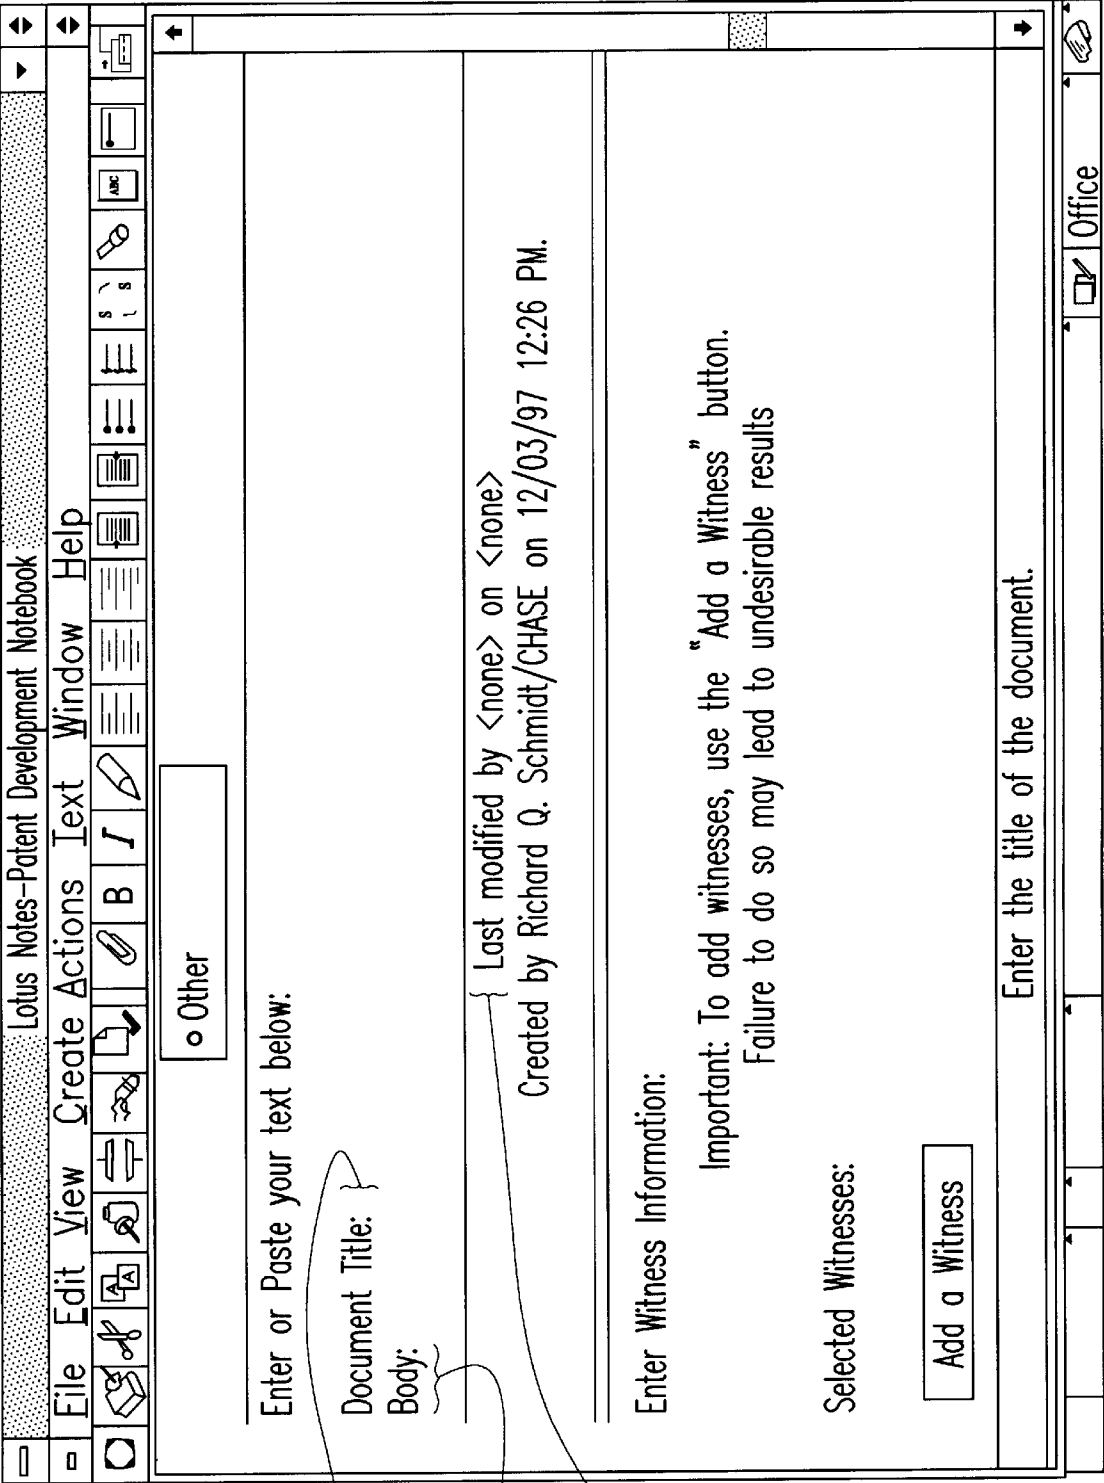 Lotus Notes-Patent Development Notebook
File Edit View Create Actions Text Window Help
A A B I S S ABC
Other
Enter or Paste your text below:
Document Title:
Body:
Last modified by <none> on <none>
Created by Richard Q. Schmidt/CHASE on 12/03/97 12:26 PM.
Enter Witness Information:
Important: To add witnesses, use the "Add a Witness" button.
Failure to do so may lead to undesirable results
Selected Witnesses:
Add a Witness
Enter the title of the document.
Office